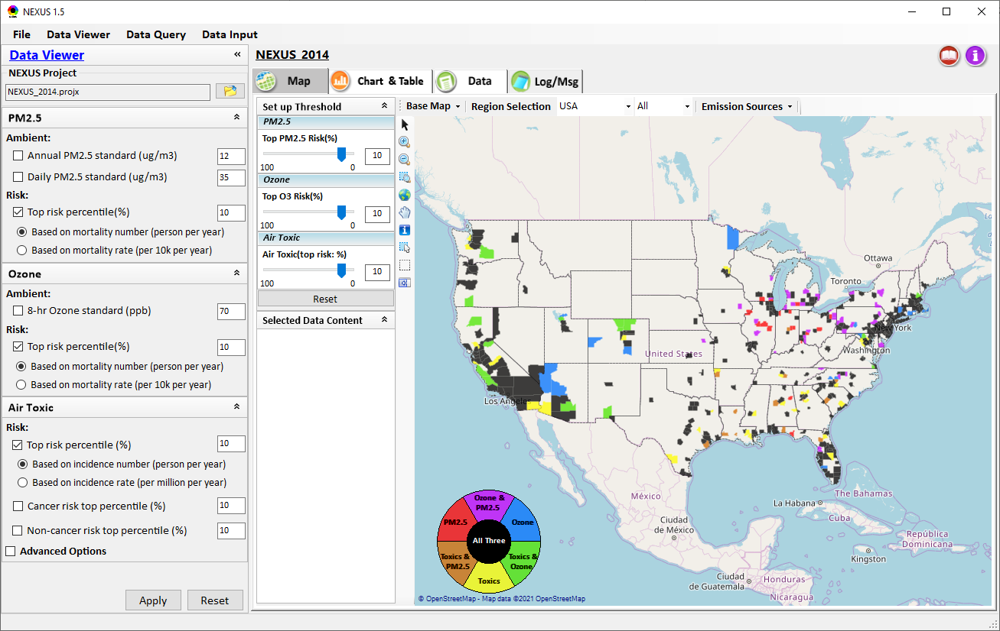 NEXUS 1.5
File Data Viewer Data Query Data Input
Data Viewer «
NEXUS Project
NEXUS_2014.projx
PM2.5
Ambient:
Annual PM2.5 standard (ug/m3) 12
Daily PM2.5 standard (ug/m3) 35
Risk:
Top risk percentile(%) 10
Based on mortality number (person per year)
Based on mortality rate (per 10k per year)
Ozone
Ambient:
8-hr Ozone standard (ppb) 70
Risk:
Top risk percentile(%) 10
Based on mortality number (person per year)
Based on mortality rate (per 10k per year)
Air Toxic
Risk:
Top risk percentile (%) 10
Based on incidence number (person per year)
Based on incidence rate (per million per year)
Cancer risk top percentile (%) 10
Non-cancer risk top percentile (%) 10
Advanced Options
Apply Reset
NEXUS_2014
Map Chart & Table Data Log/Msg
Set up Threshold
PM2.5
Top PM2.5 Risk(%)
10
100 0
Ozone
Top O3 Risk(%)
10
100 0
Air Toxic
Air Toxic(top risk: %)
10
100 0
Reset
Selected Data Content
Base Map Region Selection USA All Emission Sources
Ottawa
Toronto
New York
Washington
United States
Los Angeles
México
Ciudad
de México
The Bahamas
La Habana
Cuba
República
Dominicana
Kingston
Ciudad
de Guatemala
Honduras
Nicaragua
Ozone &
PM2.5
PM2.5
Ozone
All Three
Toxics &
PM2.5
Toxics &
Ozone
Toxics
© OpenStreetMap - Map data ©2021 OpenStreetMap